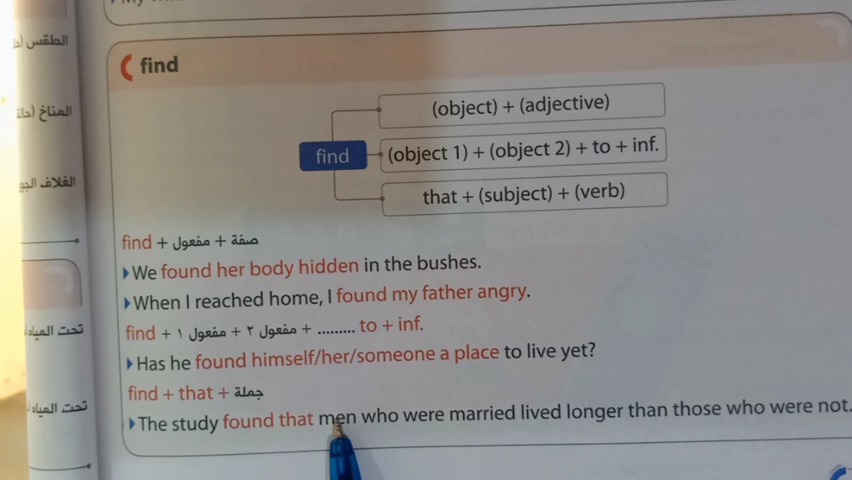 find
(object) + (adjective)
find
(object 1) + (object 2) + to + inf.
that + (subject) + (verb)
find + مفعول + صفة
We found her body hidden in the bushes.
When I reached home, I found my father angry.
find + مفعول ١ + مفعول ٢ + ......... to + inf.
Has he found himself/her/someone a place to live yet?
find + that + جملة
The study found that men who were married lived longer than those who were not.
الطقس
المناخ (حالة
الغلاف الجو
تحت المياه
تحت المياه